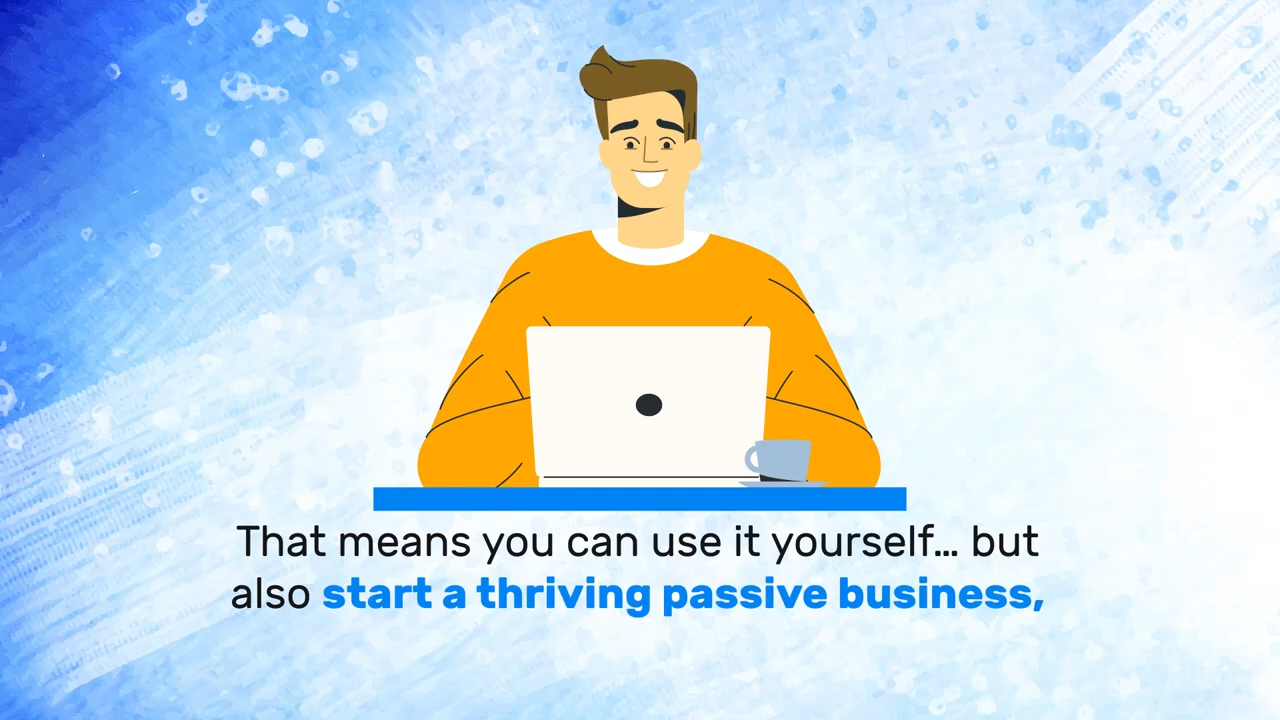 That means you can use it yourself... but
also start a thriving passive business,